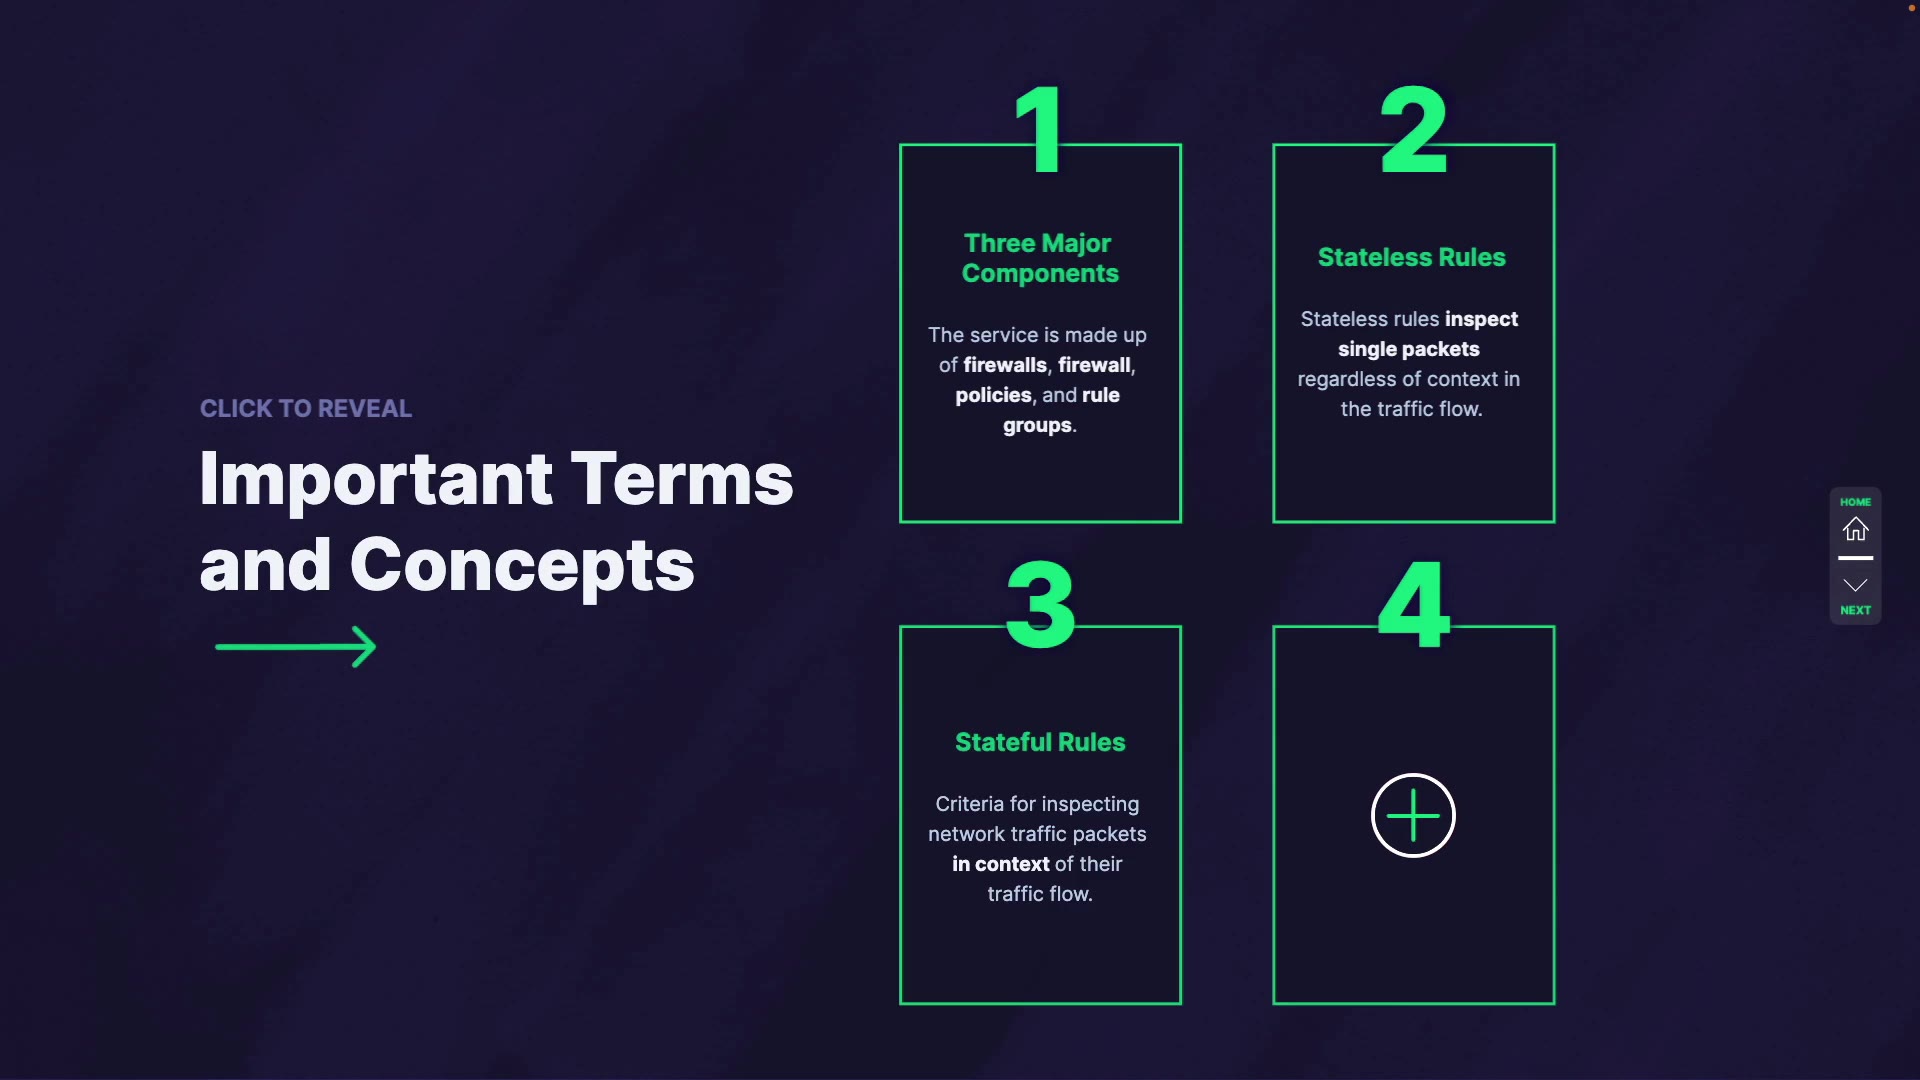 CLICK TO REVEAL
Important Terms
and Concepts
1
Three Major
Components
The service is made up
of firewalls, firewall,
policies, and rule
groups.
2
Stateless Rules
Stateless rules inspect
single packets
regardless of context in
the traffic flow.
3
Stateful Rules
Criteria for inspecting
network traffic packets
in context of their
traffic flow.
4
HOME
NEXT